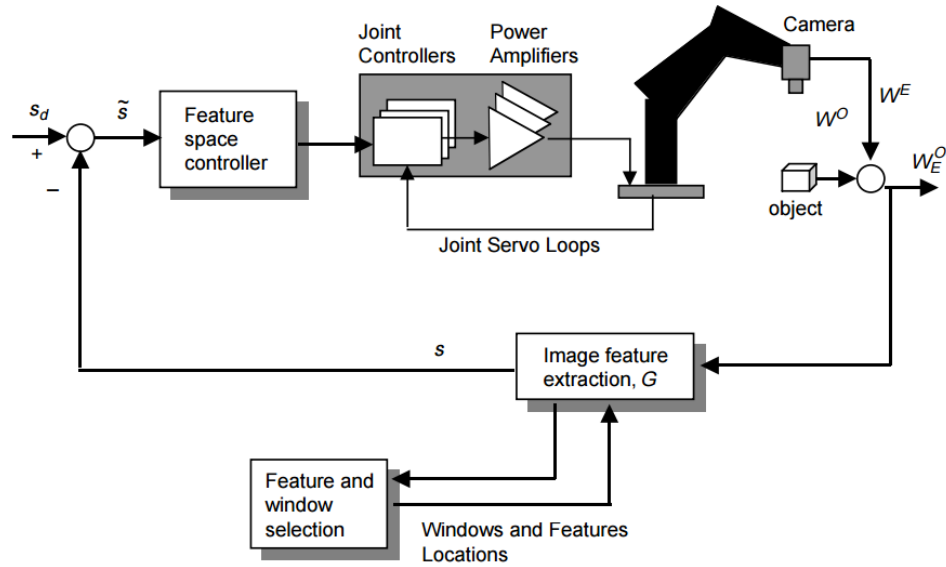 Joint
Controllers
Power
Amplifiers
Camera
s_d
+
−
s̃
Feature
space
controller
W^E
W^O
W_E^O
object
Joint Servo Loops
s
Image feature
extraction, G
Feature and
window
selection
Windows and Features
Locations